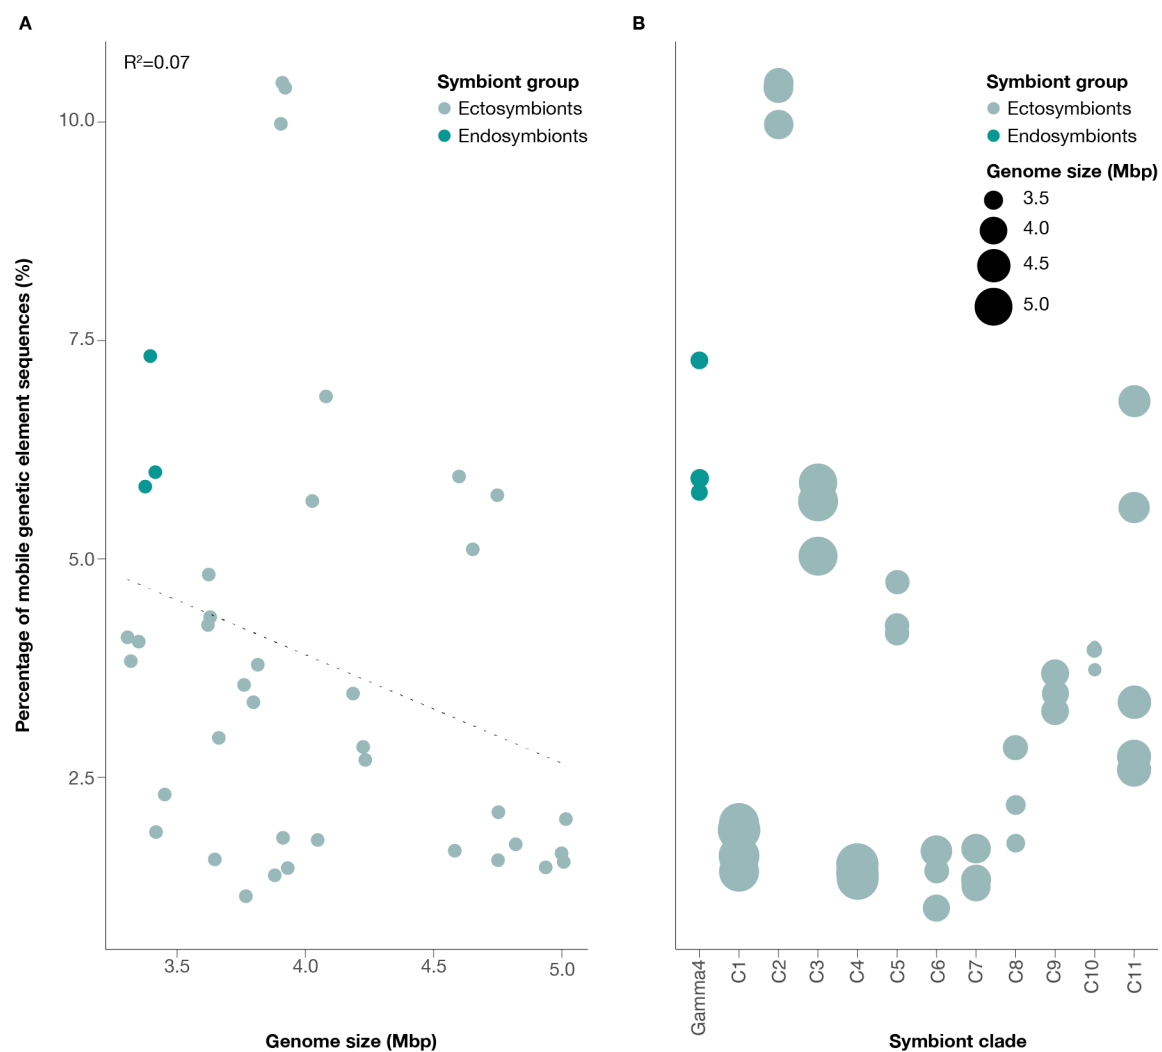 A
R²=0.07
Symbiont group
Ectosymbionts
Endosymbionts
Percentage of mobile genetic element sequences (%)
10.0
7.5
5.0
2.5
3.5
4.0
4.5
5.0
Genome size (Mbp)
B
Symbiont group
Ectosymbionts
Endosymbionts
Genome size (Mbp)
3.5
4.0
4.5
5.0
Gamma4
C1
C2
C3
C4
C5
C6
C7
C8
C9
C10
C11
Symbiont clade